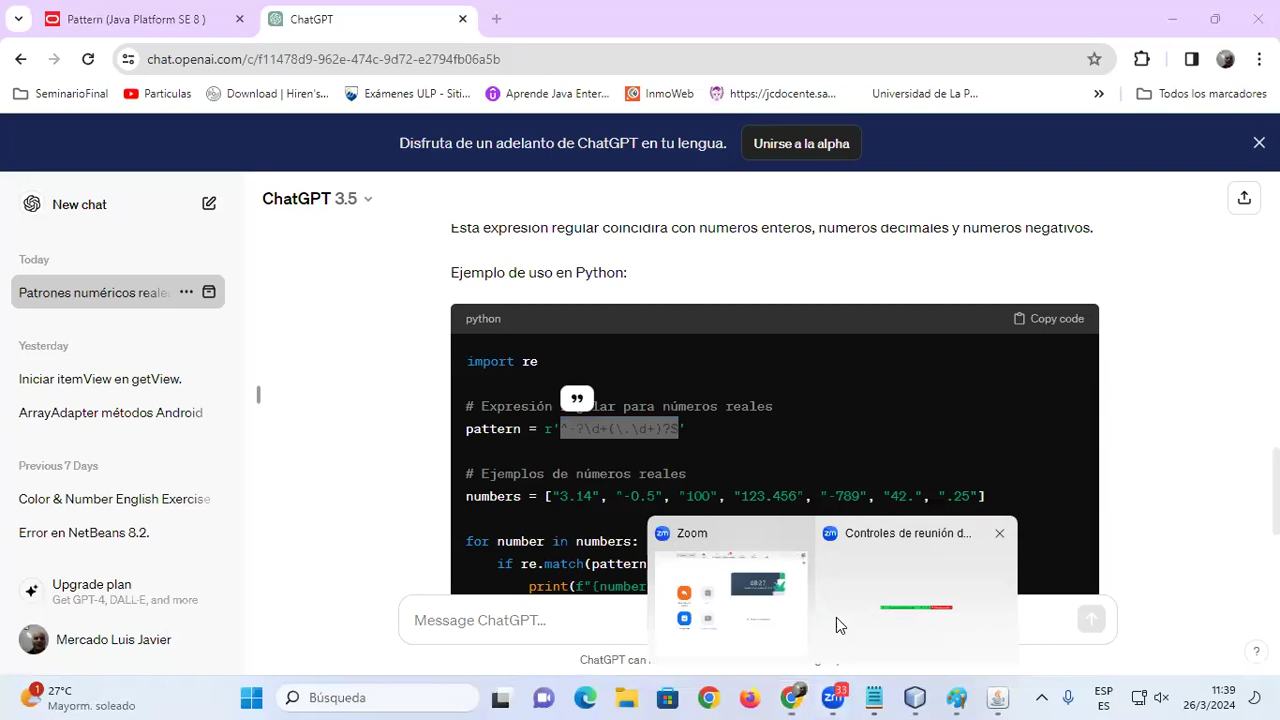 Pattern (Java Platform SE 8 )
ChatGPT
chat.openai.com/c/f11478d9-962e-474c-9d72-e2794fb06a5b
SeminarioFinal
Particulas
Download | Hiren's...
Exámenes ULP - Siti...
Aprende Java Enter...
InmoWeb
https://jcdocente.sa...
Universidad de La P...
»
Todos los marcadores
Disfruta de un adelanto de ChatGPT en tu lengua.
Unirse a la alpha
New chat
ChatGPT 3.5
Today
Patrones numéricos reale
Yesterday
Iniciar itemView en getView.
ArrayAdapter métodos Android
Previous 7 Days
Color & Number English Exercise
Error en NetBeans 8.2.
Upgrade plan
Get GPT-4, DALL·E, and more
Mercado Luis Javier
Esta expresión regular coincidirá con números enteros, números decimales y números negativos.
Ejemplo de uso en Python:
python
Copy code
import re
# Expresión ular para números reales
pattern = r'^-?\d+(\.\d+)?$'
# Ejemplos de números reales
numbers = ["3.14", "-0.5", "100", "123.456", "-789", "42.", ".25"]
for number in numbers:
if re.match(pattern
print(f"{number
Zoom
Controles de reunión d...
Message ChatGPT...
ChatGPT can
?
27°C
Mayorm. soleado
1
Búsqueda
33
ESP
ES
11:39
26/3/2024